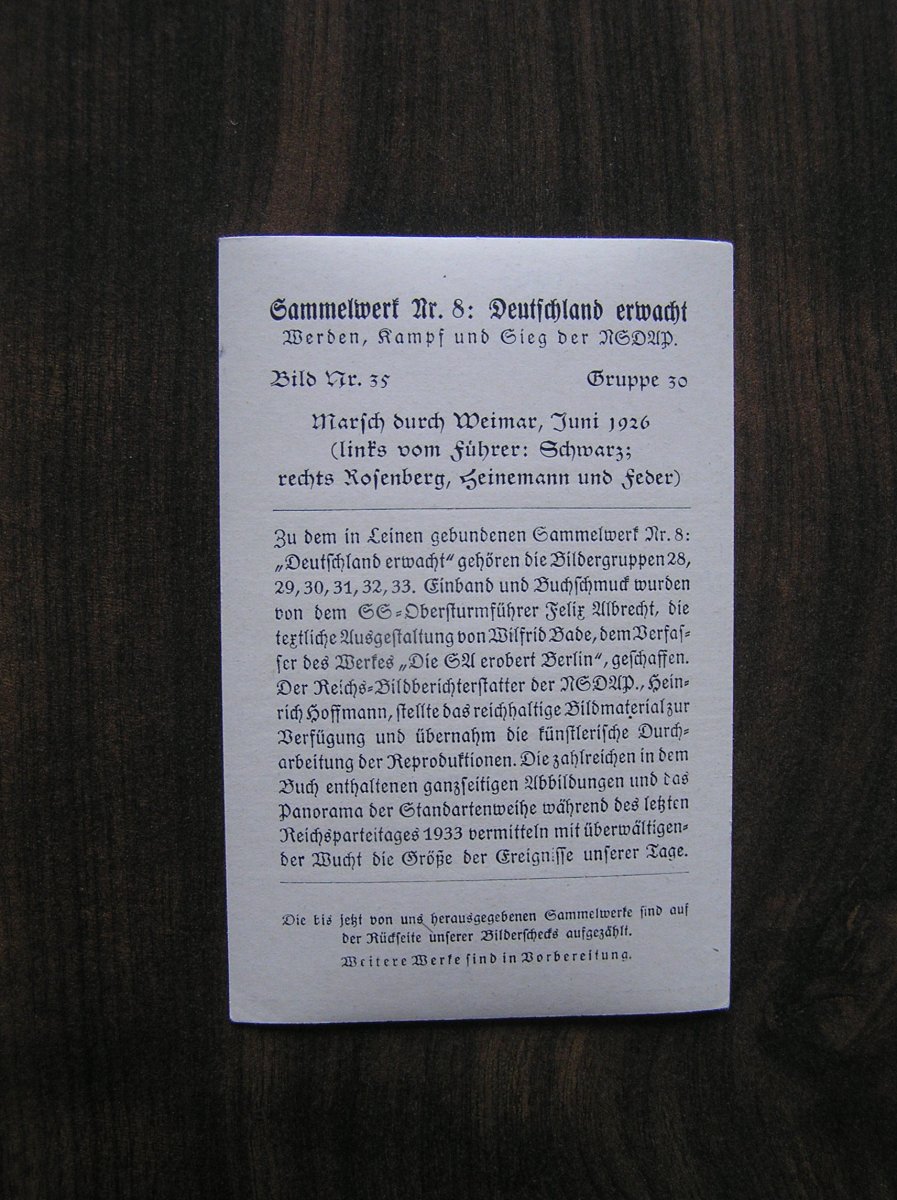 Sammelwerk Nr. 8: Deutschland erwacht
Werden, Kampf und Sieg der NSDAP.
Bild Nr. 35 Gruppe 30
Marsch durch Weimar, Juni 1926
(links vom Führer: Schwarz;
rechts Rosenberg, Heinemann und Feder)
Zu dem in Leinen gebundenen Sammelwerk Nr. 8:
„Deutschland erwacht“ gehören die Bildergruppen 28,
29, 30, 31, 32, 33. Einband und Buchschmuck wurden
von dem SS-Obersturmführer Felix Albrecht, die
textliche Ausgestaltung von Wilfrid Bade, dem Verfas-
ser des Werkes „Die SA erobert Berlin“, geschaffen.
Der Reichs-Bildberichterstatter der NSDAP., Hein-
rich Hoffmann, stellte das reichhaltige Bildmaterial zur
Verfügung und übernahm die künstlerische Durch-
arbeitung der Reproduktionen. Die zahlreichen in dem
Buch enthaltenen ganzseitigen Abbildungen und das
Panorama der Standartenweihe während des letzten
Reichsparteitages 1933 vermitteln mit überwältigen-
der Wucht die Größe der Ereignisse unserer Tage.
Die bis jetzt von uns herausgegebenen Sammelwerke sind auf
der Rückseite unserer Bilderschecks aufgezählt.
Weitere Werke sind in Vorbereitung.